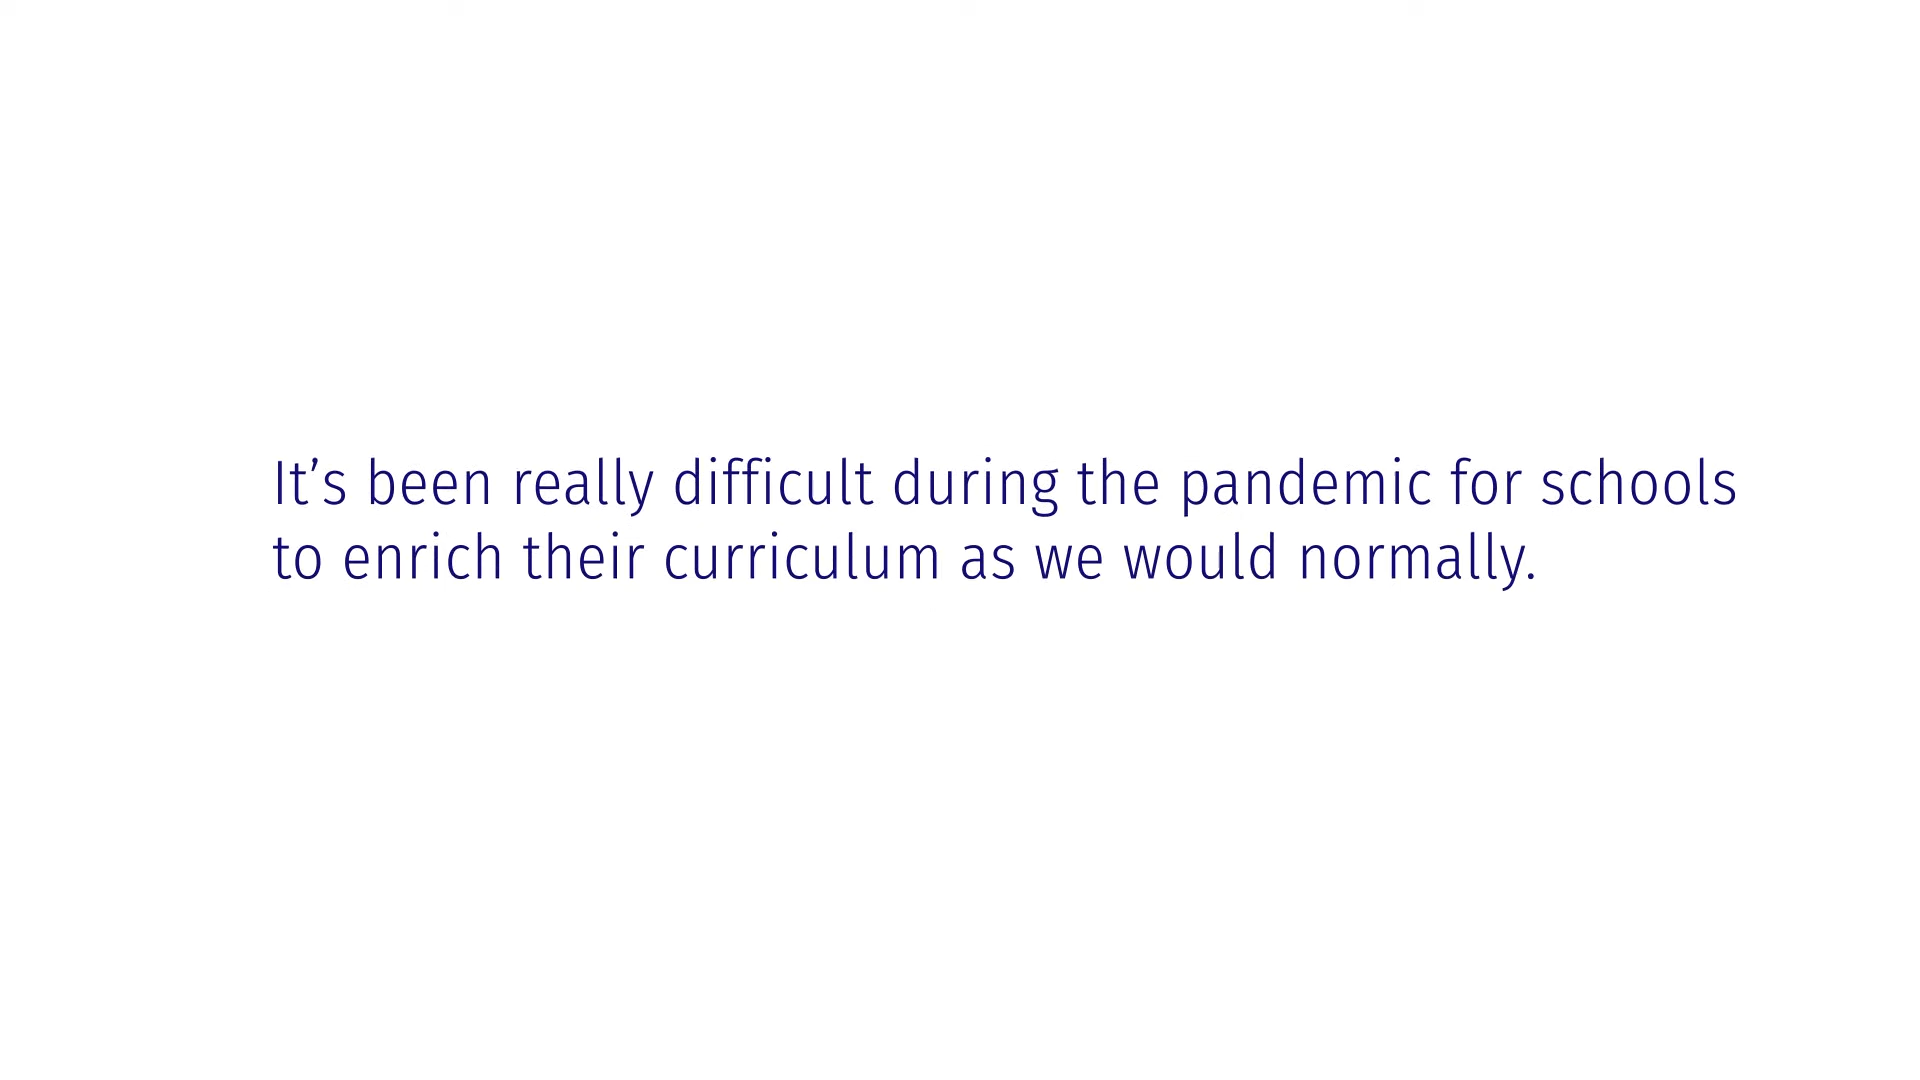 It’s been really difficult during the pandemic for schools
to enrich their curriculum as we would normally.